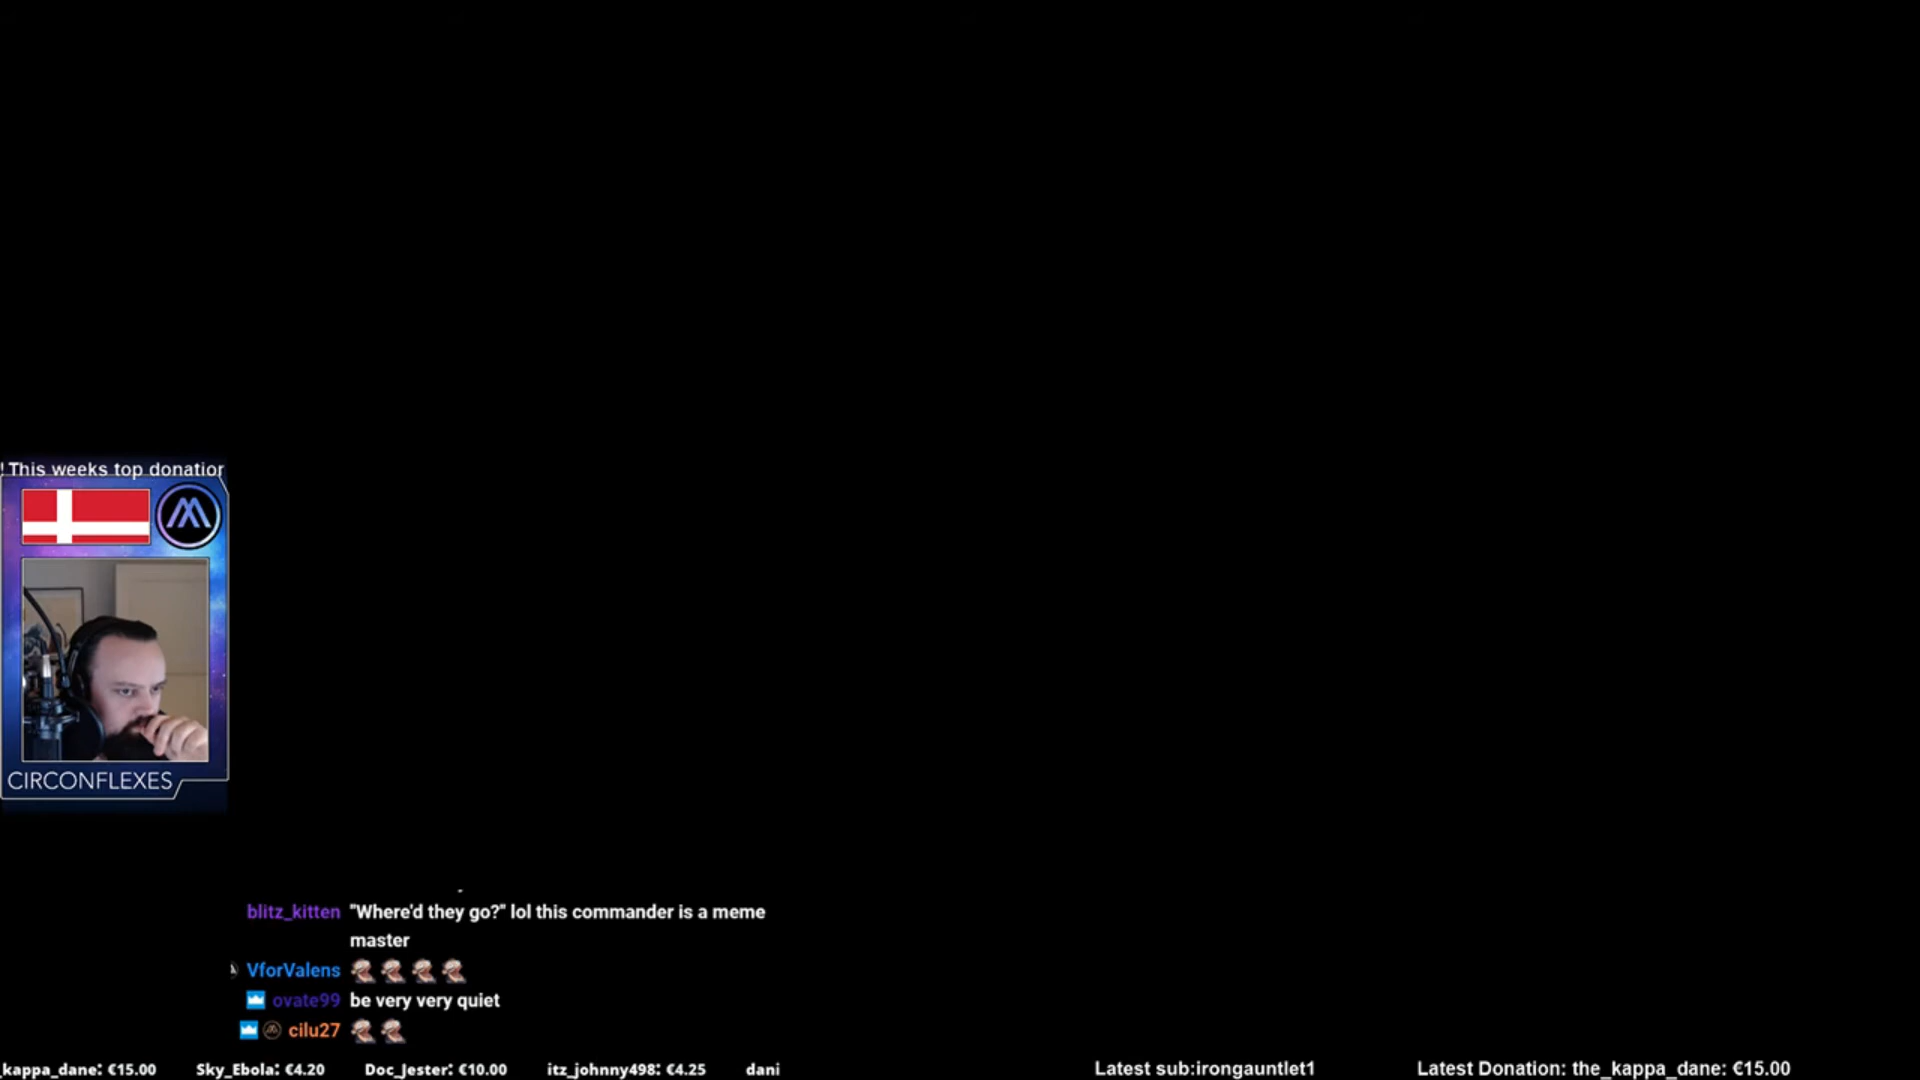 !This weeks top donation
CIRCONFLEXES
blitz_kitten "Where'd they go?" lol this commander is a meme
master
VforValens
ovate99 be very very quiet
cilu27
_kappa_dane: €15.00 Sky_Ebola: €4.20 Doc_Jester: €10.00 itz_johnny498: €4.25 dani
Latest sub:irongauntlet1 Latest Donation: the_kappa_dane: €15.00